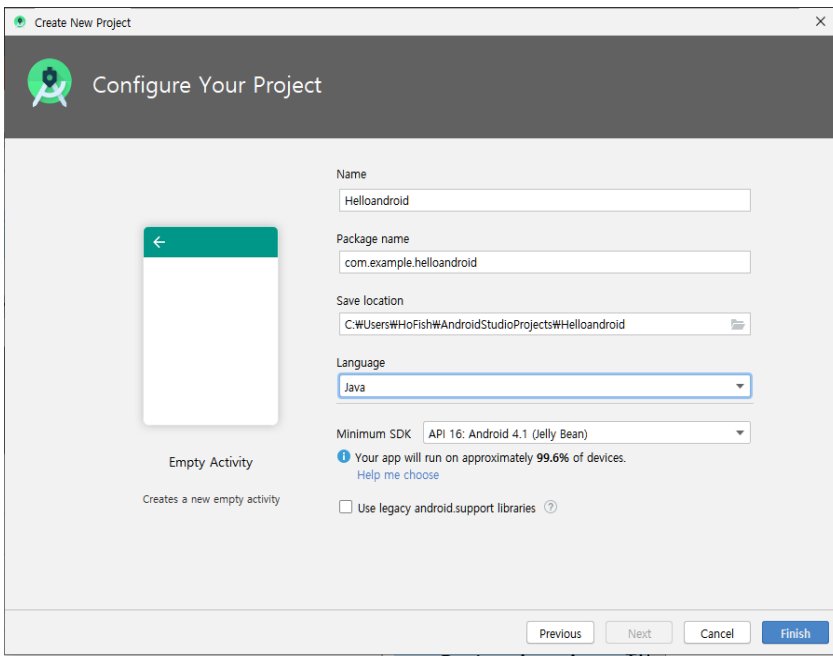 Create New Project
Configure Your Project
Name
Helloandroid
Package name
com.example.helloandroid
Save location
C:₩Users₩HoFish₩AndroidStudioProjects₩Helloandroid
Language
Java
Minimum SDK API 16: Android 4.1 (Jelly Bean)
Your app will run on approximately 99.6% of devices.
Help me choose
Use legacy android.support libraries ?
Empty Activity
Creates a new empty activity
Previous Next Cancel Finish